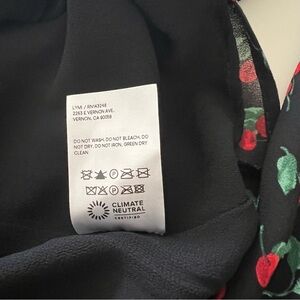 LYMI / RN143248
2263 E VERNON AVE.
VERNON, CA 90058
DO NOT WASH, DO NOT BLEACH, DO
NOT DRY, DO NOT IRON, GREEN DRY
CLEAN
CLIMATE
NEUTRAL
CERTIFIED